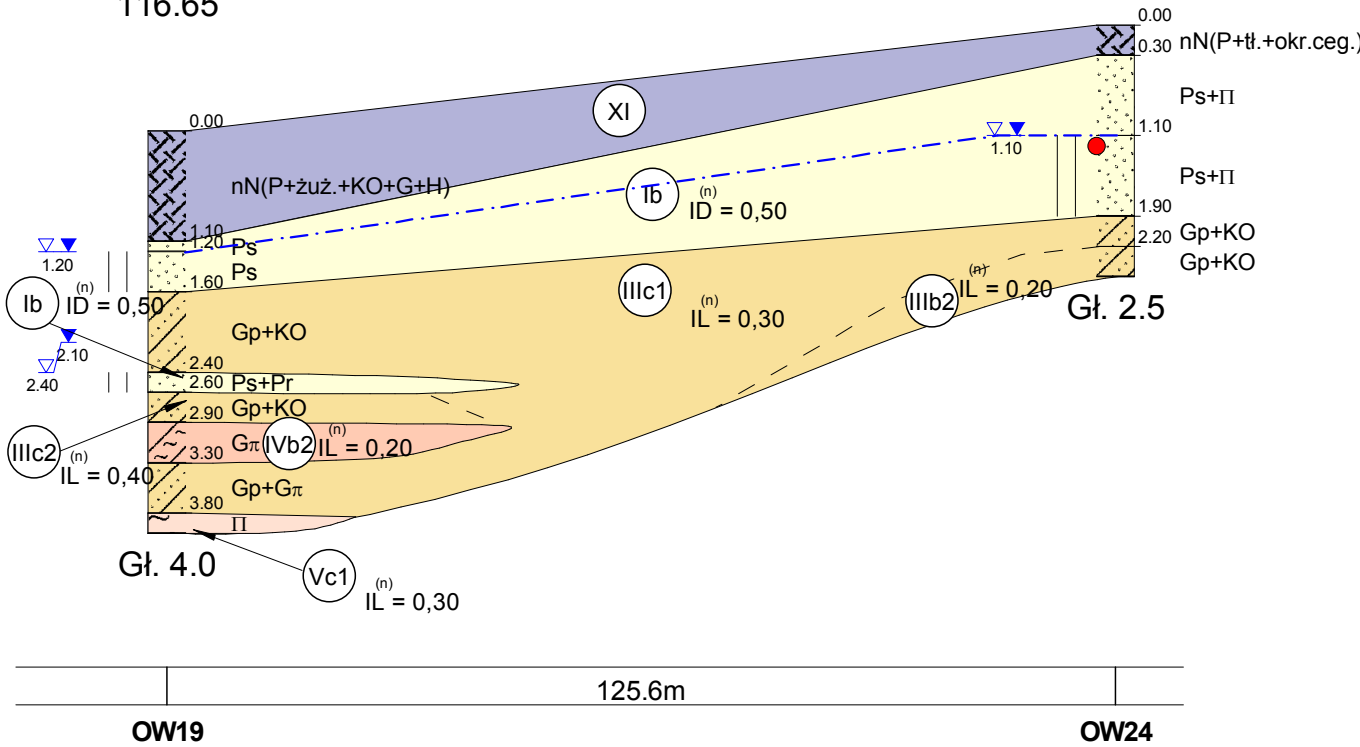 116.65
0.00
0.30
nN(P+tł.+okr.ceg.)
Ps+Π
XI
0.00
1.10
1.10
nN(P+żuż.+KO+G+H)
Ib
(n)
ID = 0,50
Ps+Π
1.90
Gp+KO
2.20
Gp+KO
1.20
Ps
1.20
Ps
1.60
Ib
(n)
ID = 0,50
IIIc1
(n)
IL = 0,30
IIIb2
(n)
IL = 0,20
Gł. 2.5
Gp+KO
2.10
2.40
2.40
2.60
Ps+Pr
Gp+KO
2.90
Gπ
IVb2
(n)
IL = 0,20
IIIc2
(n)
IL = 0,40
3.30
Gp+Gπ
3.80
Π
Gł. 4.0
Vc1
(n)
IL = 0,30
125.6m
OW19
OW24